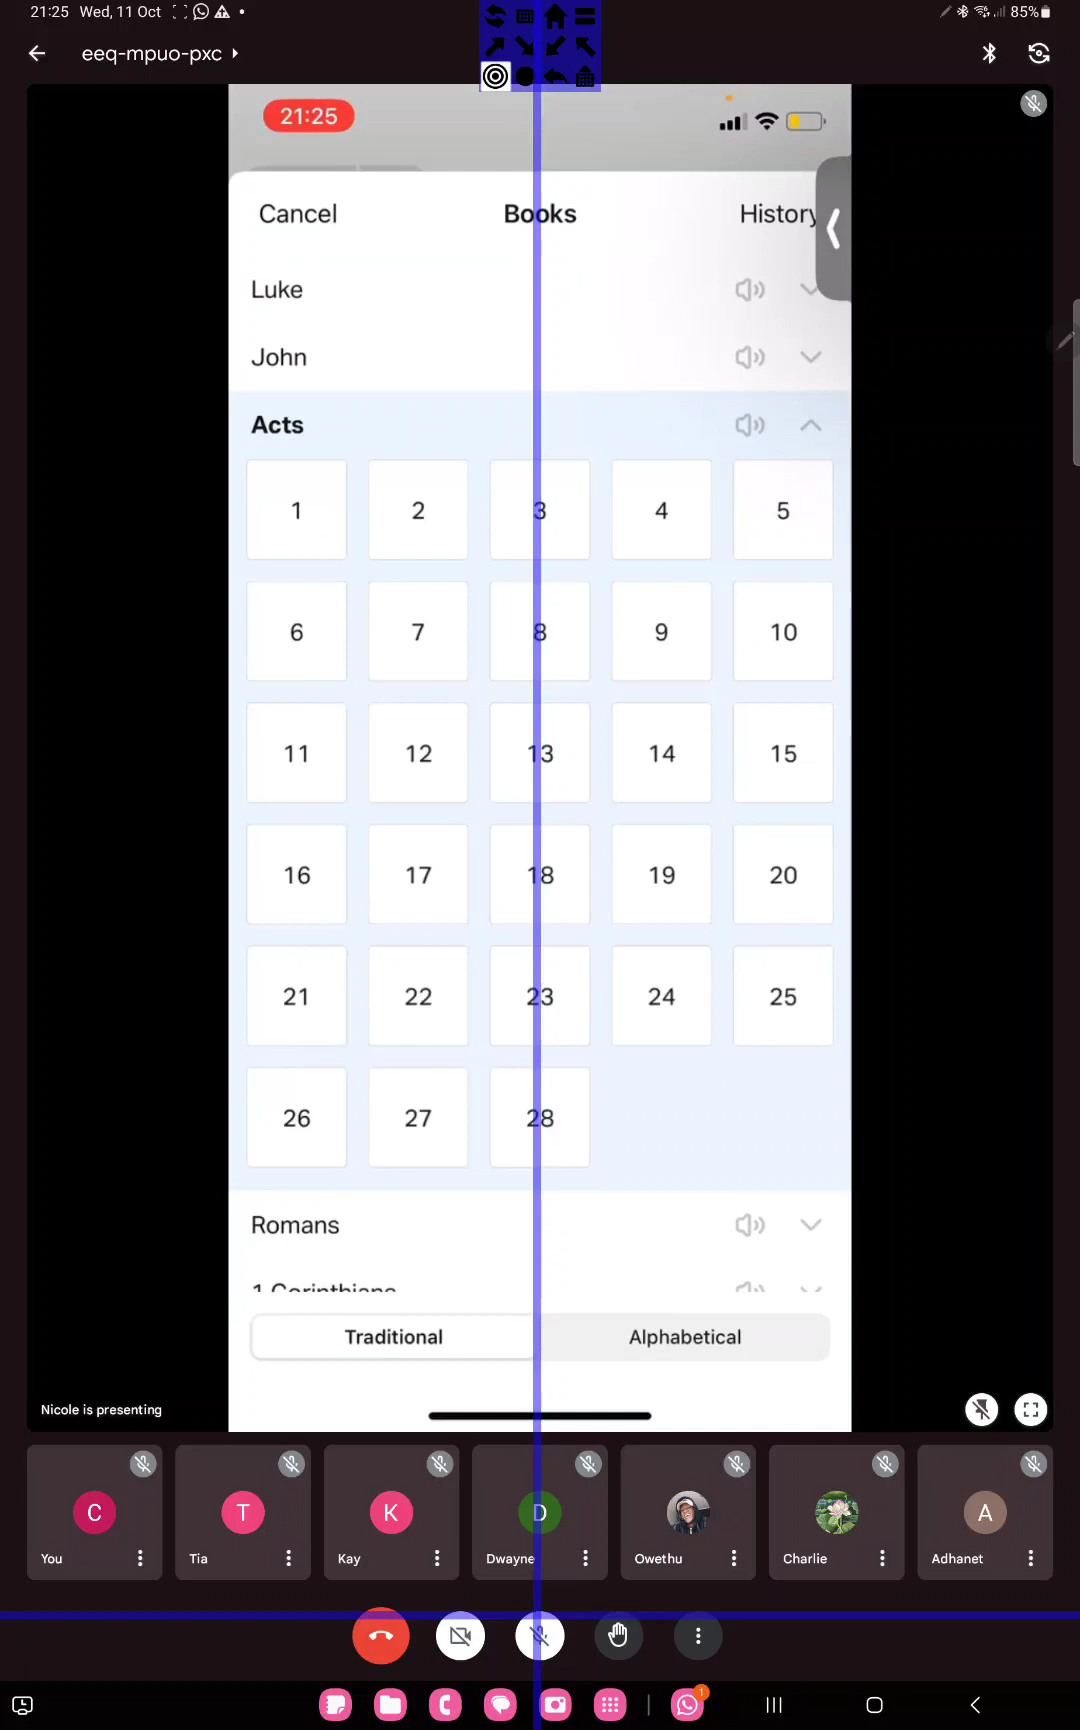 21:25 Wed, 11 Oct
85%
eeq-mpuo-pxc
21:25
Cancel Books History
Luke
John
Acts
1 2 3 4 5
6 7 8 9 10
11 12 13 14 15
16 17 18 19 20
21 22 23 24 25
26 27 28
Romans
1 Corinthians
Traditional Alphabetical
Nicole is presenting
C T K D A
You Tia Kay Dwayne Owethu Charlie Adhanet
1